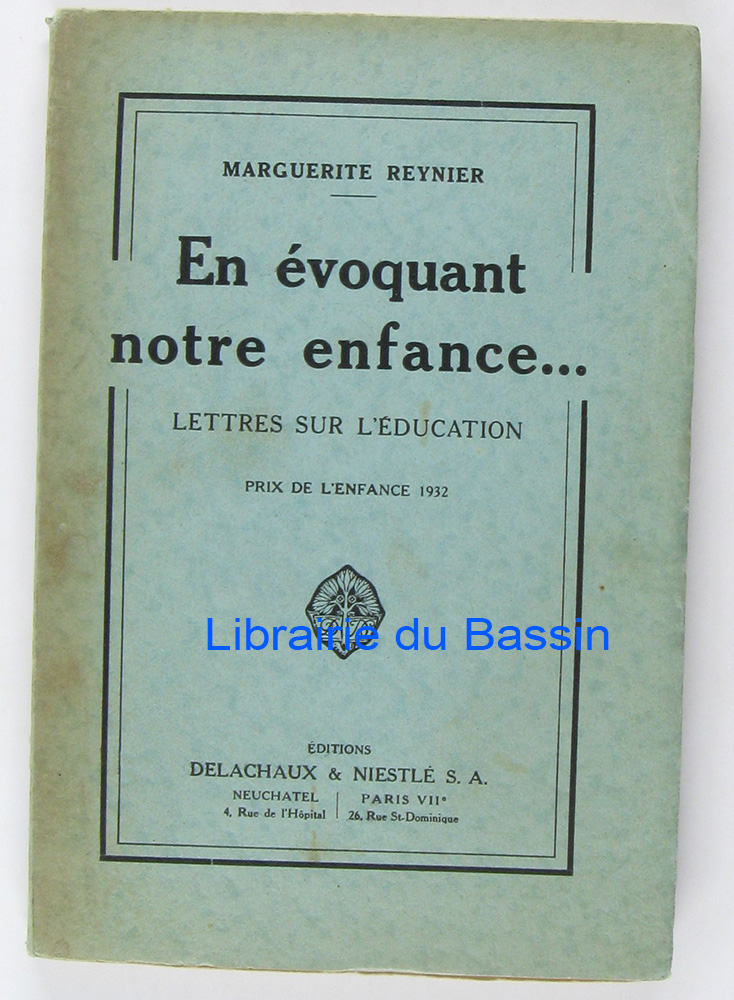 MARGUERITE REYNIER
En évoquant
notre enfance...
LETTRES SUR L'ÉDUCATION
PRIX DE L'ENFANCE 1932
Librairie du Bassin
ÉDITIONS
DELACHAUX & NIESTLÉ S. A.
NEUCHATEL | PARIS VIIe
4, Rue de l'Hôpital | 26, Rue St-Dominique